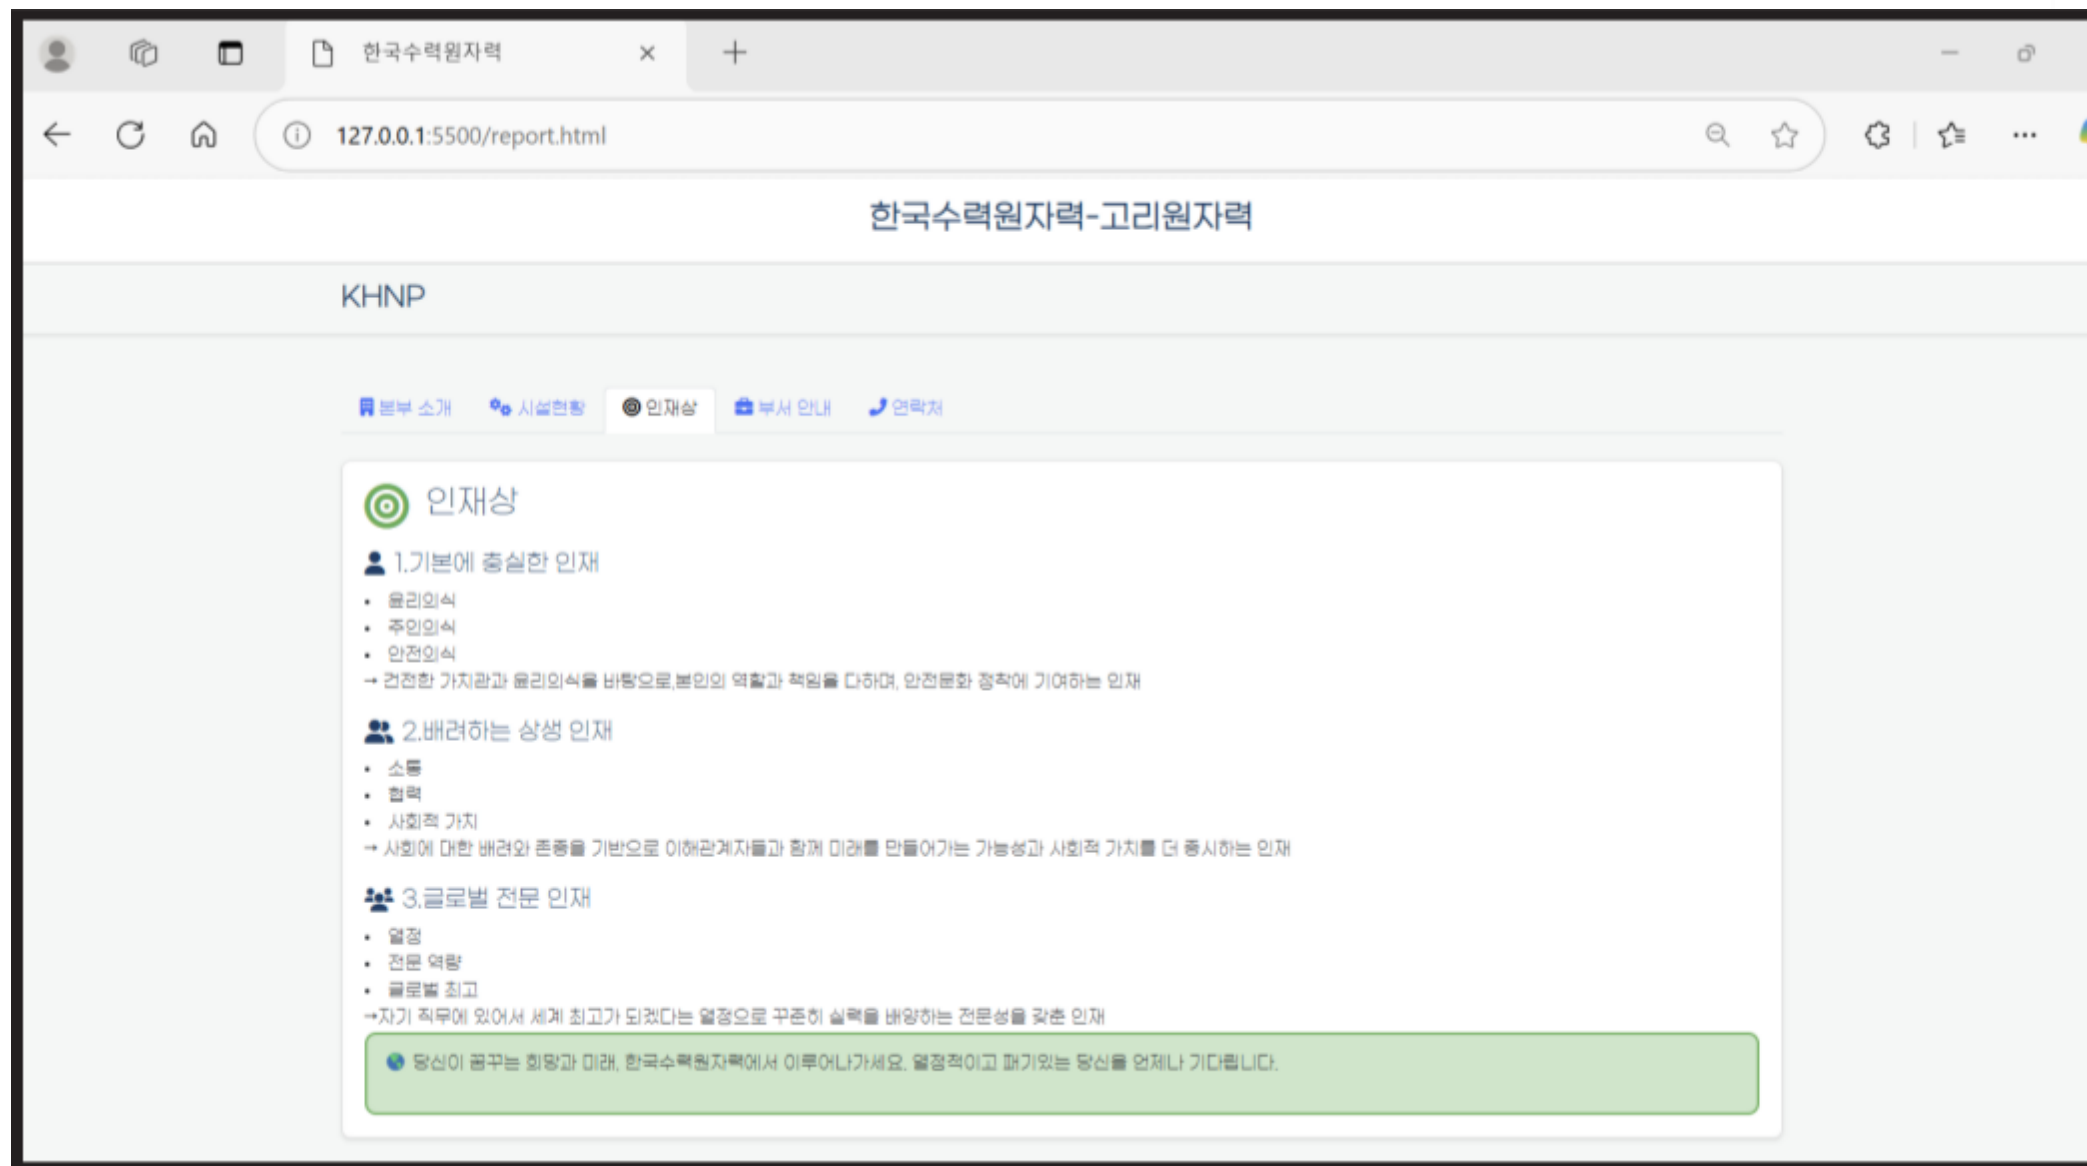 한국수력원자력
127.0.0.1:5500/report.html
한국수력원자력-고리원자력
KHNP
본부 소개 시설현황 인재상 부서 안내 연락처
인재상
1.기본에 충실한 인재
• 윤리의식
• 주인의식
• 안전의식
→ 건전한 가치관과 윤리의식을 바탕으로,본인의 역할과 책임을 다하며, 안전문화 정착에 기여하는 인재
2.배려하는 상생 인재
• 소통
• 협력
• 사회적 가치
→ 사회에 대한 배려와 존중을 기반으로 이해관계자들과 함께 미래를 만들어가는 가능성과 사회적 가치를 더 중시하는 인재
3.글로벌 전문 인재
• 열정
• 전문 역량
• 글로벌 최고
→자기 직무에 있어서 세계 최고가 되겠다는 열정으로 꾸준히 실력을 배양하는 전문성을 갖춘 인재
당신이 꿈꾸는 희망과 미래, 한국수력원자력에서 이루어나가세요. 열정적이고 패기있는 당신을 언제나 기다립니다.